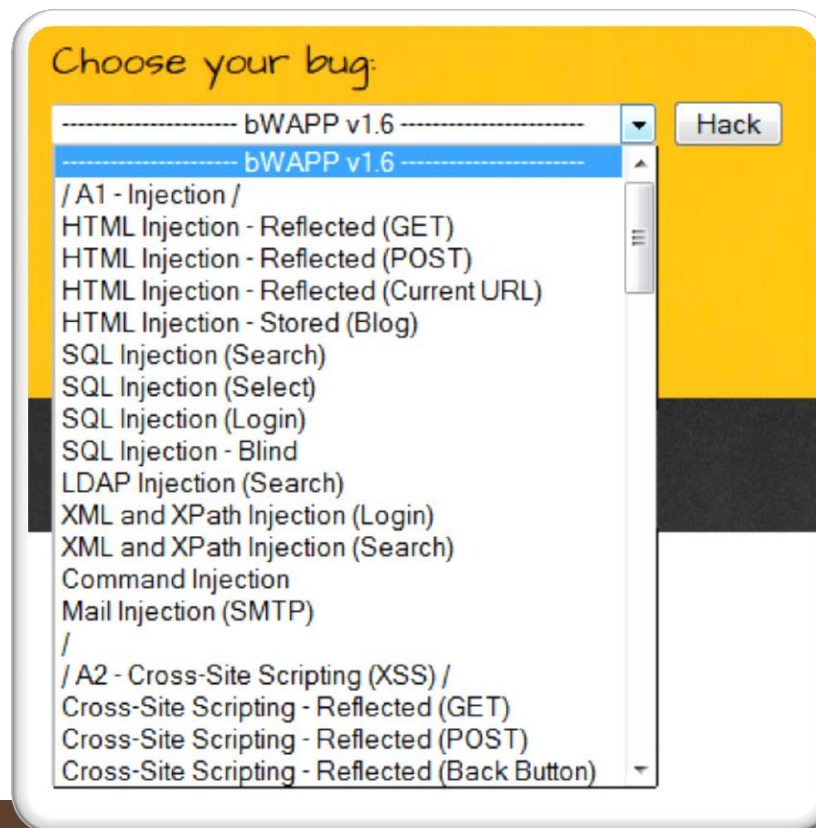 Choose your bug:
---------------------- bWAPP v1.6 ----------------------- Hack
---------------------- bWAPP v1.6 -----------------------
/ A1 - Injection /
HTML Injection - Reflected (GET)
HTML Injection - Reflected (POST)
HTML Injection - Reflected (Current URL)
HTML Injection - Stored (Blog)
SQL Injection (Search)
SQL Injection (Select)
SQL Injection (Login)
SQL Injection - Blind
LDAP Injection (Search)
XML and XPath Injection (Login)
XML and XPath Injection (Search)
Command Injection
Mail Injection (SMTP)
/
/ A2 - Cross-Site Scripting (XSS) /
Cross-Site Scripting - Reflected (GET)
Cross-Site Scripting - Reflected (POST)
Cross-Site Scripting - Reflected (Back Button)